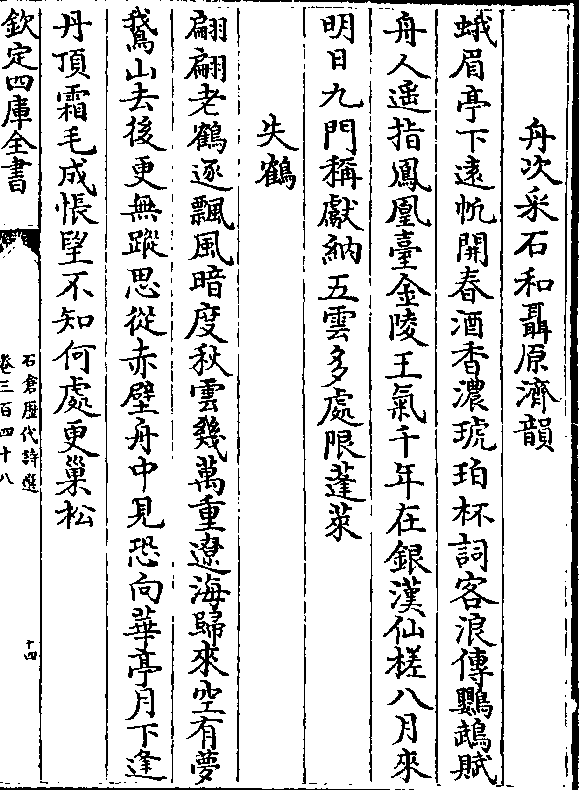 舟次采石和聶原濟韻
蛾眉亭下遠帆開春酒香濃琥珀杯詞客浪傳鸚鵡賦
舟人遥指鳳凰臺金陵王氣千年在銀漢仙槎八月來
明日九門稱獻納五雲多處限蓬萊
失鶴
翩翩老鶴逐飄風暗度秋雲幾萬重遼海歸來空有夢
鵞山去後更無蹤思從赤壁舟中見恐向華亭月下逢
丹頂霜毛成悵望不知何處更巢松
欽定四庫全書
石倉歴代詩選
卷三百四十八
十四